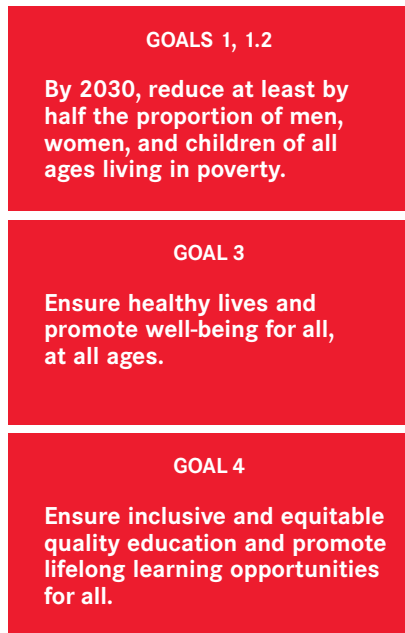 GOALS 1, 1.2
By 2030, reduce at least by
half the proportion of men,
women, and children of all
ages living in poverty.
GOAL 3
Ensure healthy lives and
promote well-being for all,
at all ages.
GOAL 4
Ensure inclusive and equitable
quality education and promote
lifelong learning opportunities
for all.